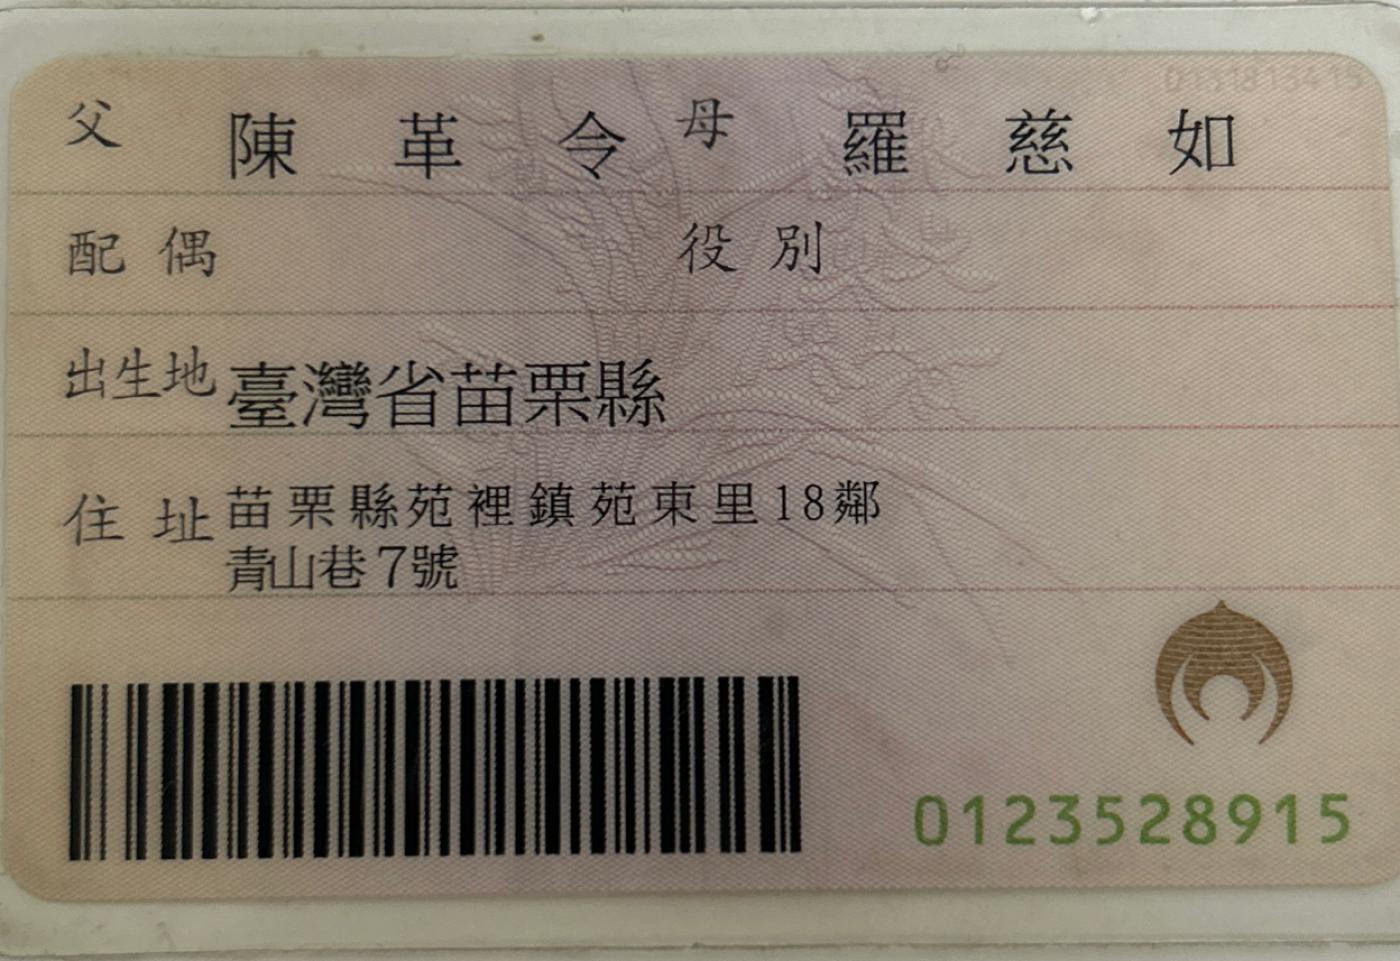 父 陳革令 母 羅慈如
配偶 役別
出生地 臺灣省苗栗縣
住址 苗栗縣苑裡鎮苑東里18鄰
青山巷7號
0123528915